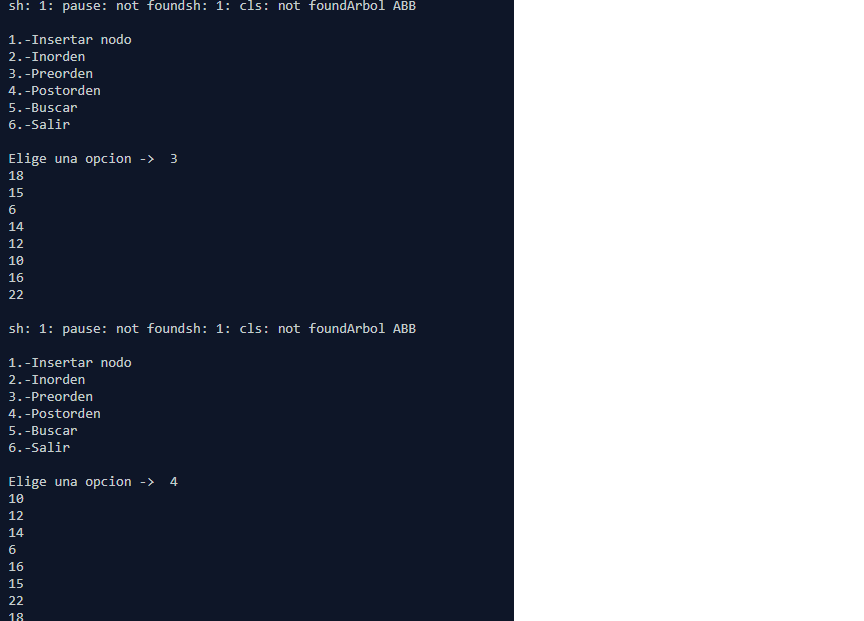 sh: 1: pause: not foundsh: 1: cls: not foundArbol ABB
1.-Insertar nodo
2.-Inorden
3.-Preorden
4.-Postorden
5.-Buscar
6.-Salir
Elige una opcion -> 3
18
15
6
14
12
10
16
22
sh: 1: pause: not foundsh: 1: cls: not foundArbol ABB
1.-Insertar nodo
2.-Inorden
3.-Preorden
4.-Postorden
5.-Buscar
6.-Salir
Elige una opcion -> 4
10
12
14
6
16
15
22
18